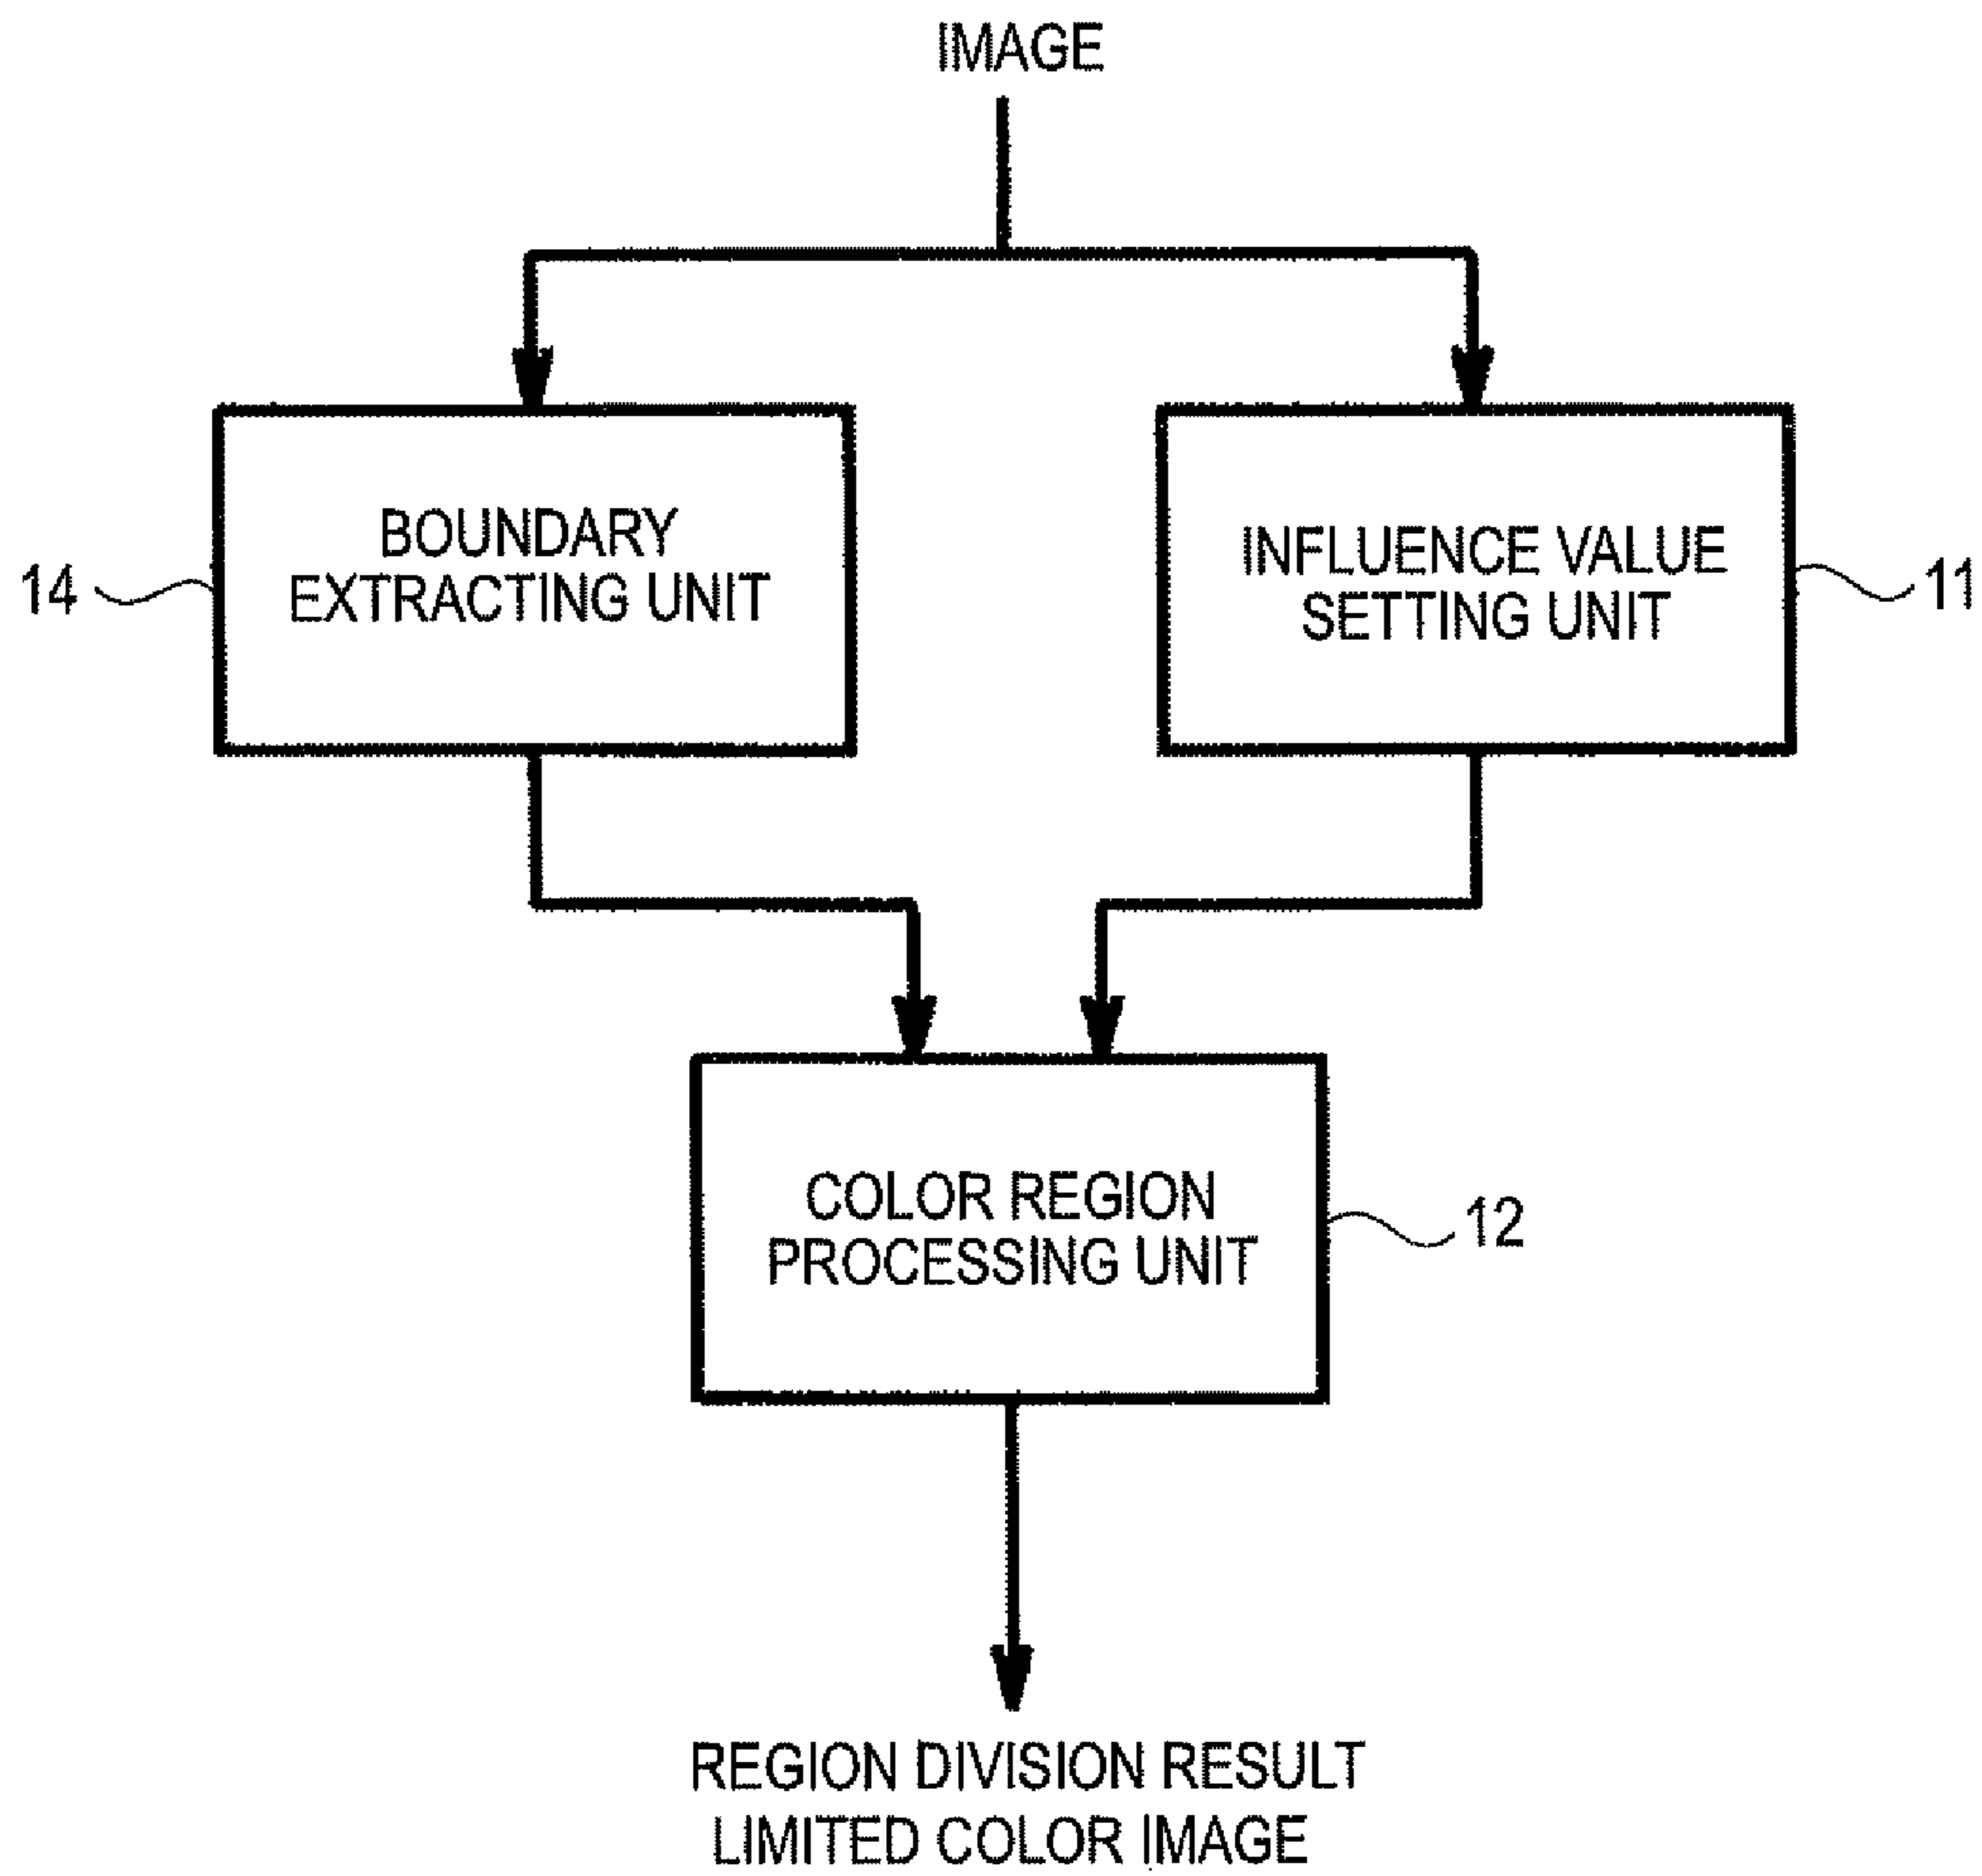 IMAGE
BOUNDARY
EXTRACTING UNIT
14
INFLUENCE VALUE
SETTING UNIT
11
COLOR REGION
PROCESSING UNIT
12
REGION DIVISION RESULT
LIMITED COLOR IMAGE